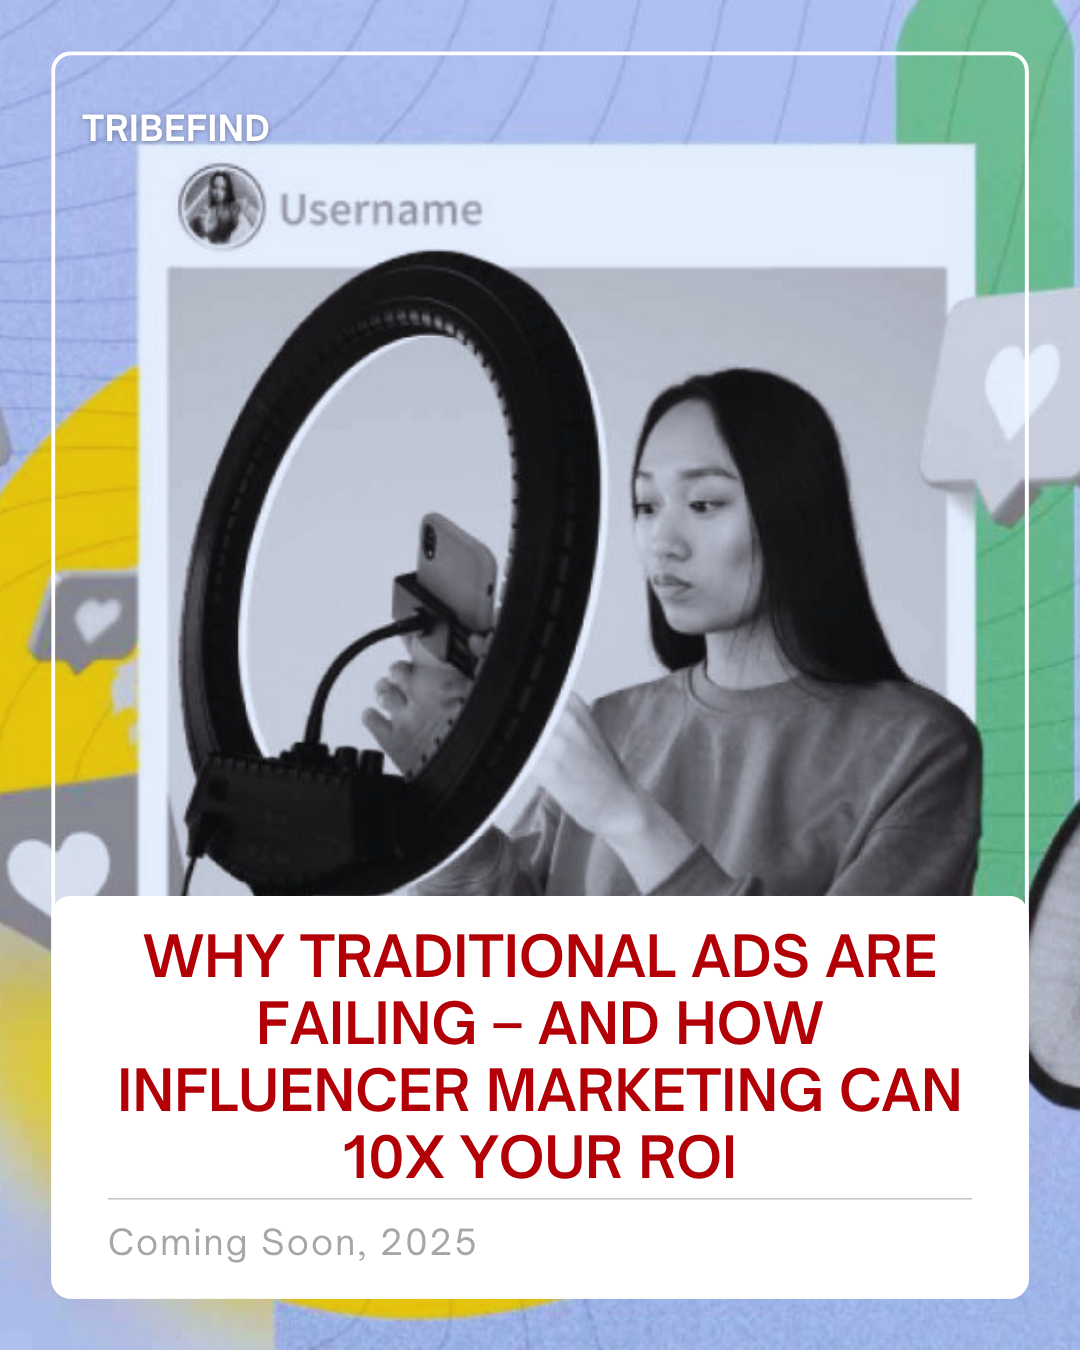 TRIBEFIND
Username
WHY TRADITIONAL ADS ARE
FAILING – AND HOW
INFLUENCER MARKETING CAN
10X YOUR ROI
Coming Soon, 2025